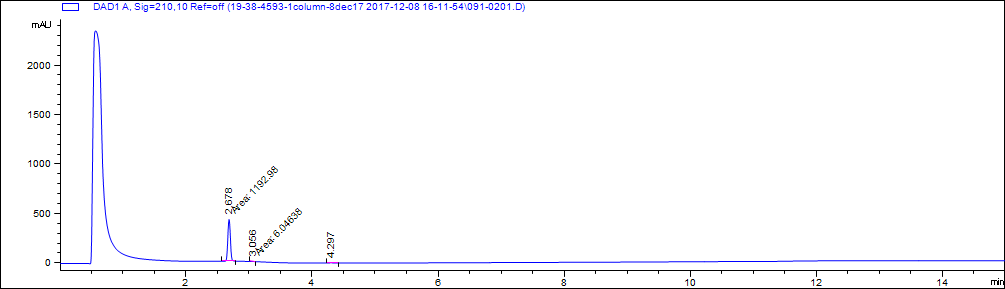 DAD1 A, Sig=210,10 Ref=off (19-38-4593-1column-8dec17 2017-12-08 16-11-54\091-0201.D)
mAU
2000
1500
1000
500
0
2.678
Area: 1192.98
3.056
Area: 6.04638
4.297
2 4 6 8 10 12 14 min